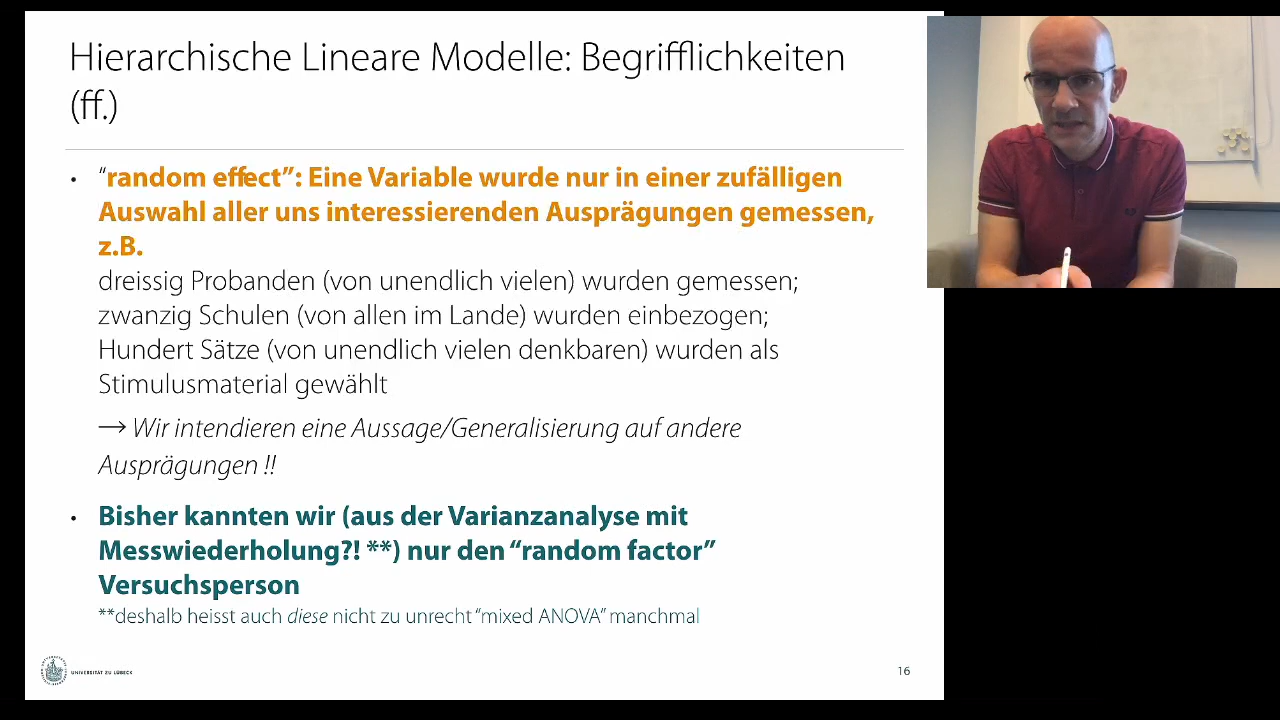 Hierarchische Lineare Modelle: Begrifflichkeiten
(ff.)
• “random effect”: Eine Variable wurde nur in einer zufälligen
Auswahl aller uns interessierenden Ausprägungen gemessen,
z.B.
dreissig Probanden (von unendlich vielen) wurden gemessen;
zwanzig Schulen (von allen im Lande) wurden einbezogen;
Hundert Sätze (von unendlich vielen denkbaren) wurden als
Stimulusmaterial gewählt
→ Wir intendieren eine Aussage/Generalisierung auf andere
Ausprägungen !!
• Bisher kannten wir (aus der Varianzanalyse mit
Messwiederholung?! **) nur den “random factor”
Versuchsperson
**deshalb heisst auch diese nicht zu unrecht “mixed ANOVA” manchmal
UNIVERSITÄT ZU LÜBECK
16